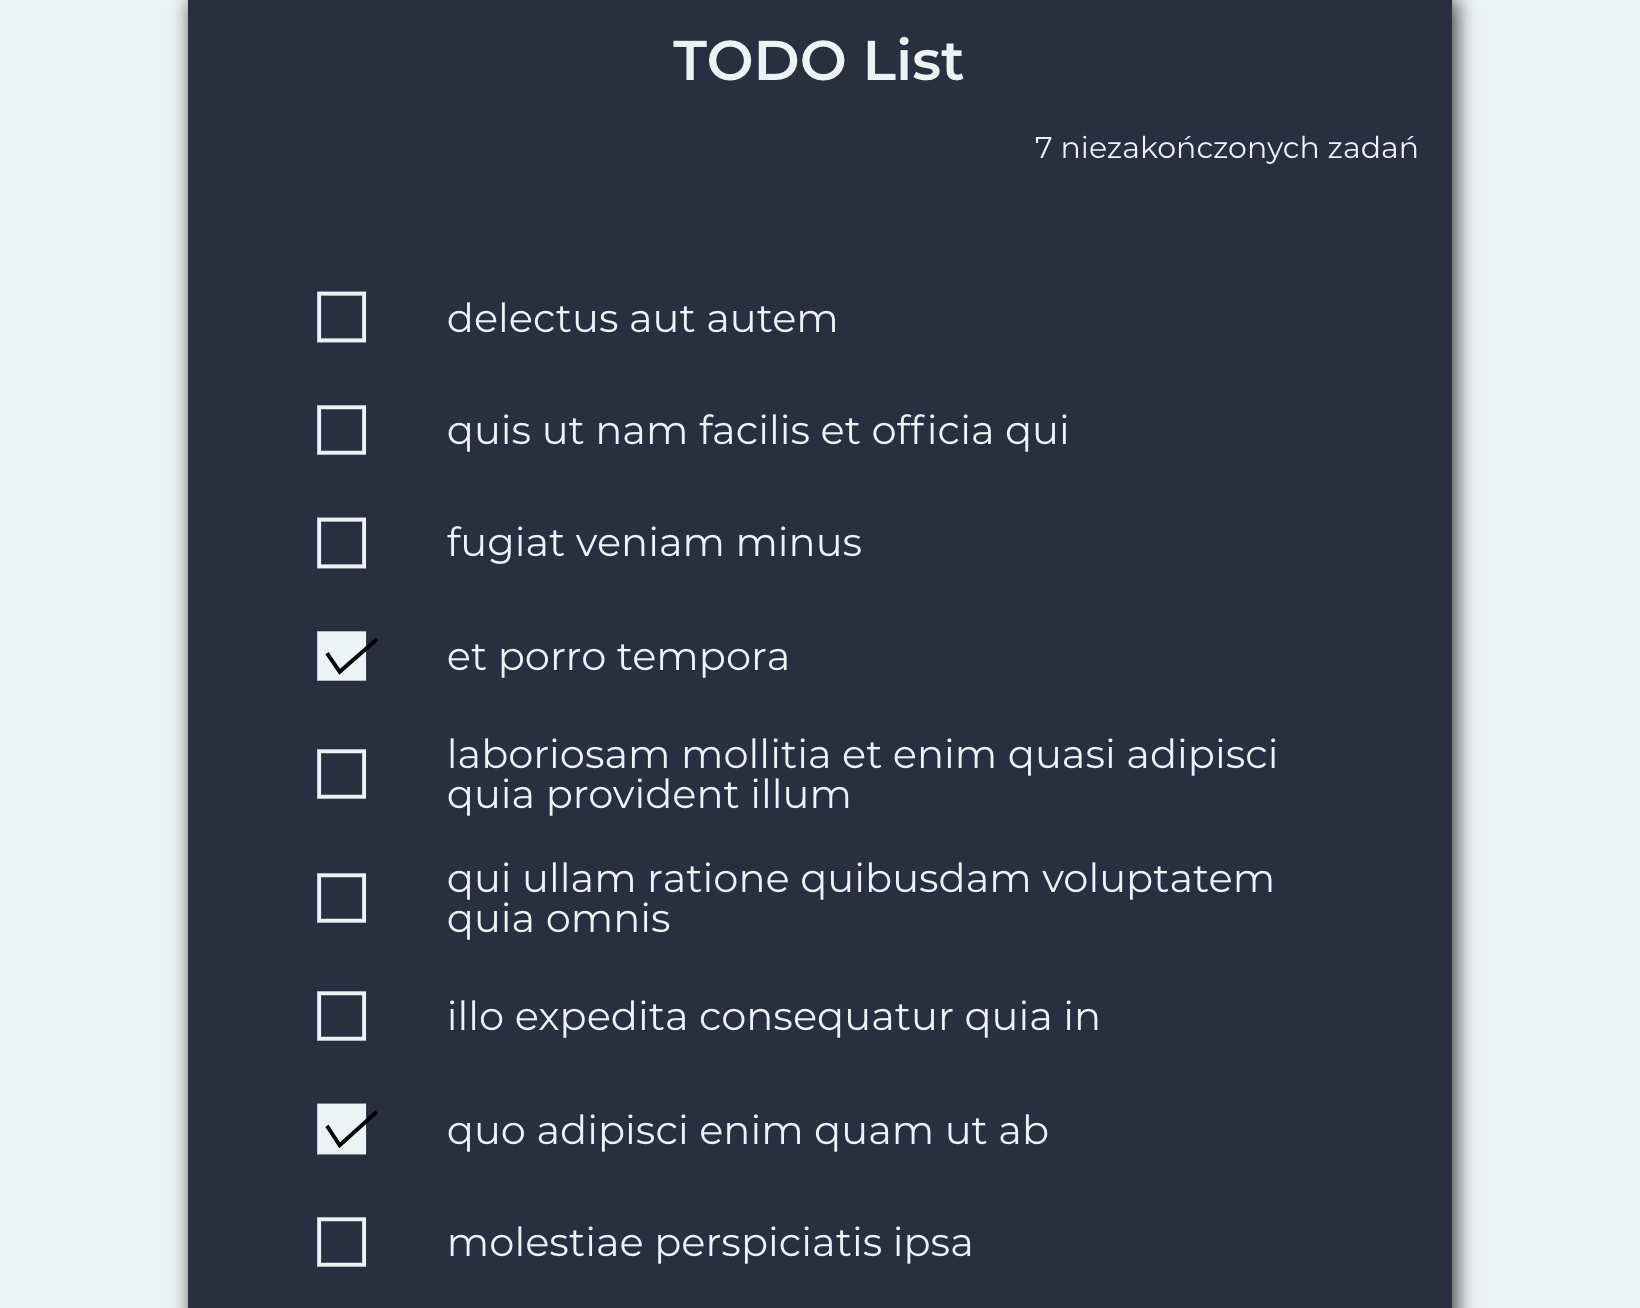 TODO List
7 niezakończonych zadań
delectus aut autem
quis ut nam facilis et officia qui
fugiat veniam minus
et porro tempora
laboriosam mollitia et enim quasi adipisci
quia provident illum
qui ullam ratione quibusdam voluptatem
quia omnis
illo expedita consequatur quia in
quo adipisci enim quam ut ab
molestiae perspiciatis ipsa